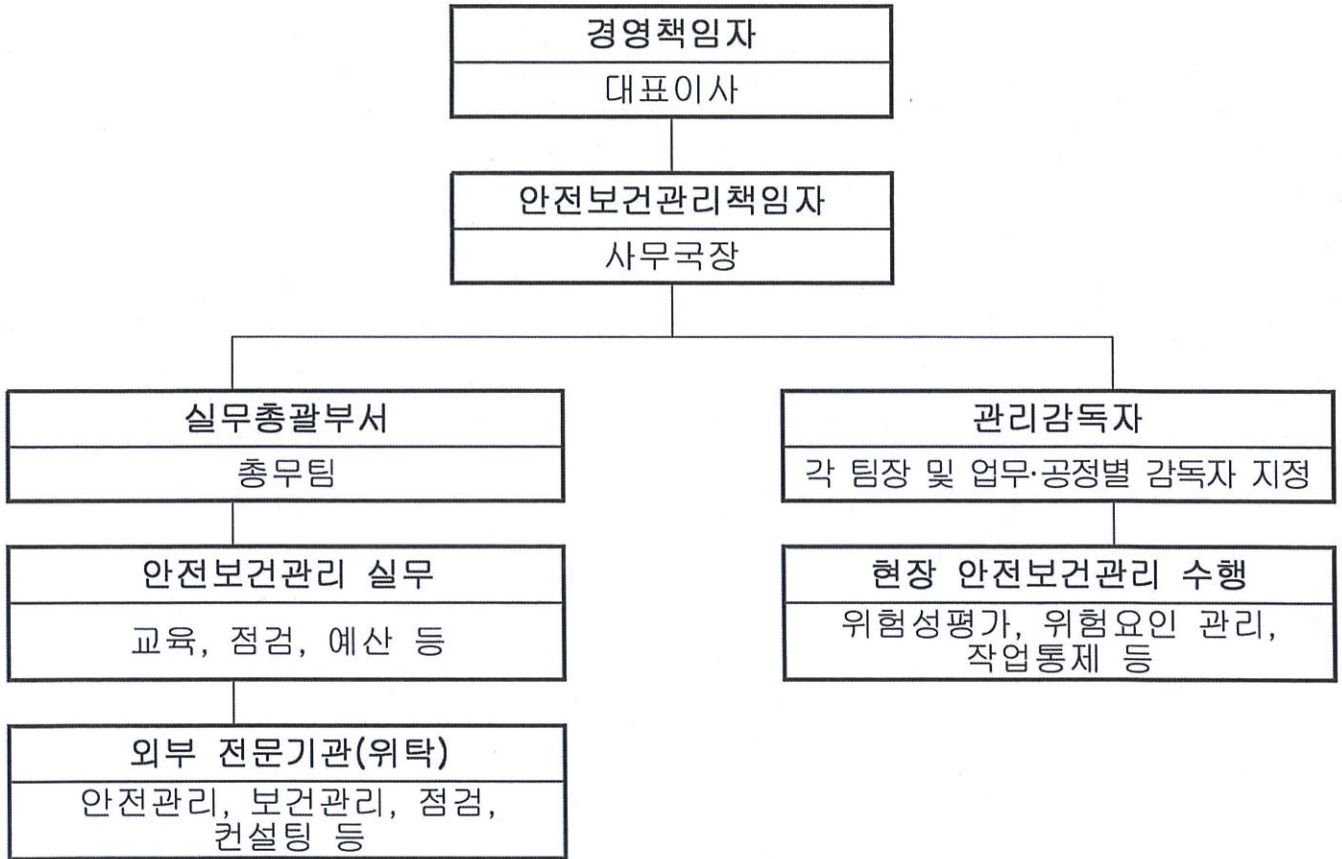 경영책임자
대표이사
안전보건관리책임자
사무국장
실무총괄부서
총무팀
관리감독자
각 팀장 및 업무·공정별 감독자 지정
안전보건관리 실무
교육, 점검, 예산 등
현장 안전보건관리 수행
위험성평가, 위험요인 관리,
작업통제 등
외부 전문기관(위탁)
안전관리, 보건관리, 점검,
컨설팅 등